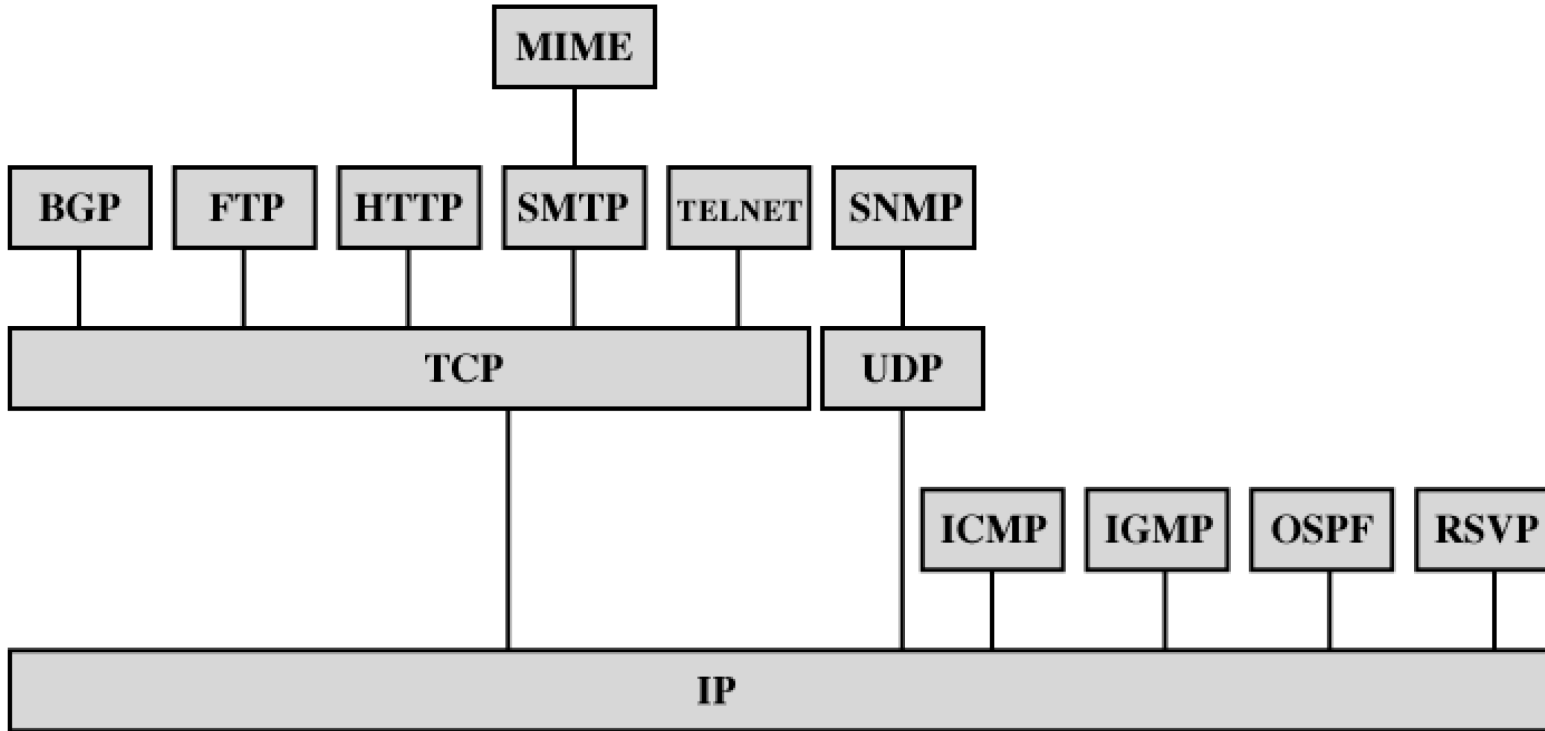 MIME
BGP FTP HTTP SMTP TELNET SNMP
TCP UDP
ICMP IGMP OSPF RSVP
IP